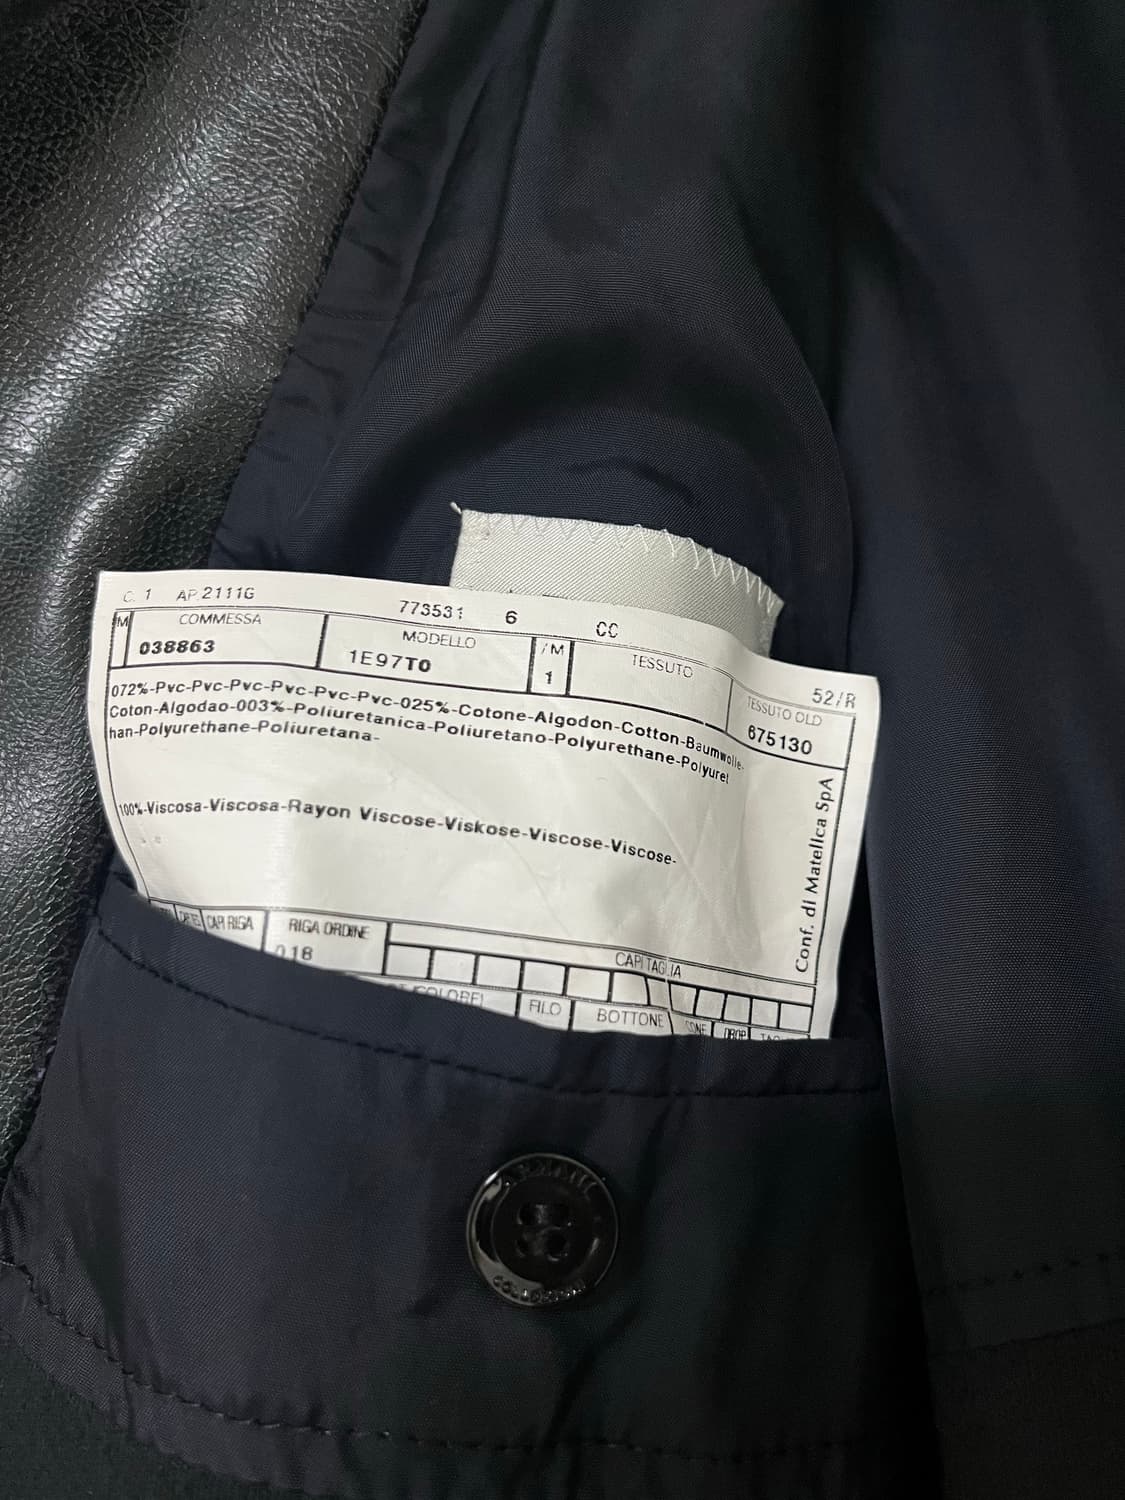 C. 1 AP.2111G 773531 6 CC 52/R
M COMMESSA MODELLO /M TESSUTO TESSUTO OLD
038863 1E97T0 1 675130
072%-Pvc-Pvc-Pvc-Pvc-Pvc-Pvc-025%-Cotone-Algodon-Cotton-Baumwolle-
Coton-Algodao-003%-Poliuretanica-Poliuretano-Polyurethane-Polyuret
han-Polyurethane-Poliuretana-
100%-Viscosa-Viscosa-Rayon Viscose-Viskose-Viscose-Viscose-
Conf. di Matelica SpA
CAPI RIGA RIGA ORDINE CAPI TAGLIA
018
FILO BOTTONE DROP
ARMANI
COLLEZIONI